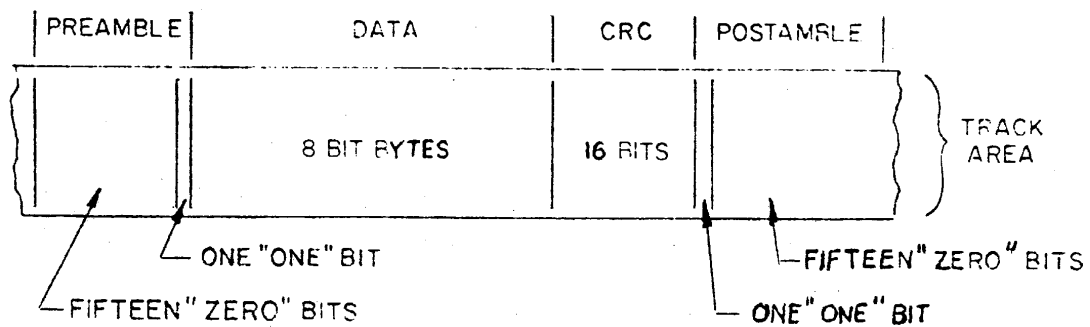 PREAMBLE DATA CRC POSTAMBLE
8 BIT BYTES 16 BITS
TRACK
AREA
ONE "ONE" BIT
FIFTEEN "ZERO" BITS
FIFTEEN "ZERO" BITS
ONE "ONE" BIT